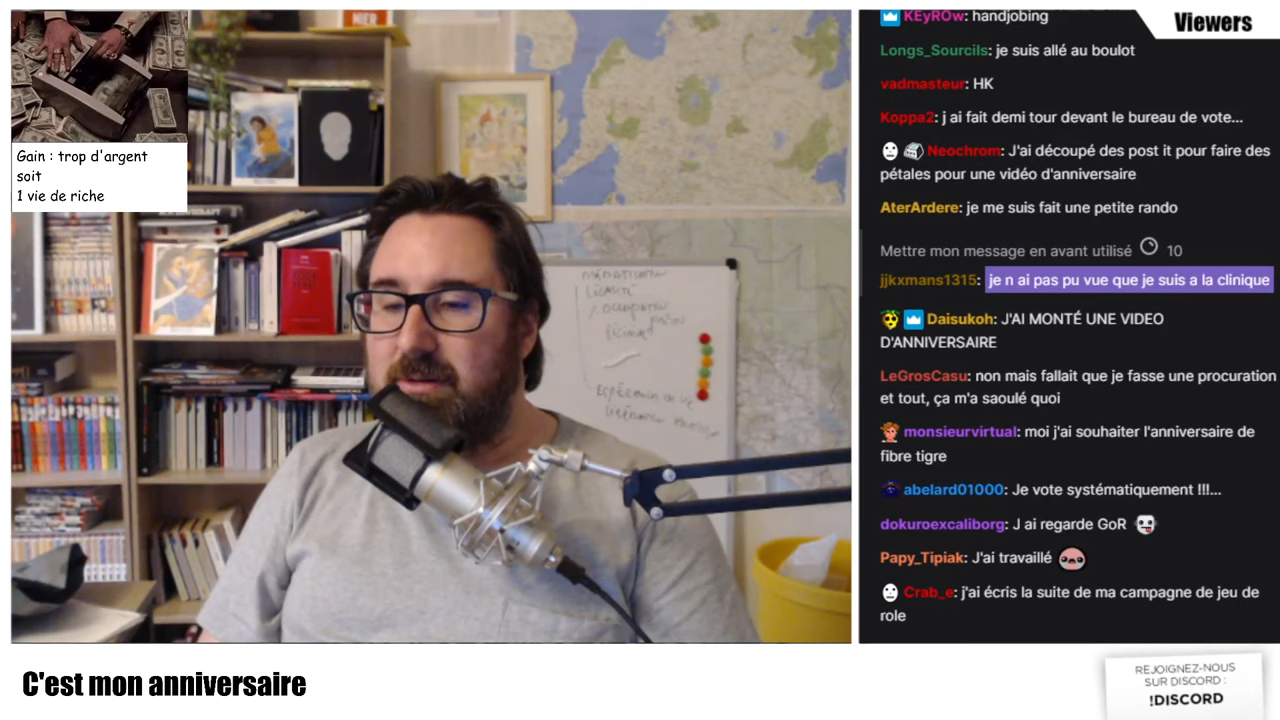 Gain : trop d'argent
soit
1 vie de riche
Viewers
KEyROw: handjobing
Longs_Sourcils: je suis allé au boulot
vadmasteur: HK
Koppa2: j ai fait demi tour devant le bureau de vote...
Neochrom: J'ai découpé des post it pour faire des
pétales pour une vidéo d'anniversaire
AterArdere: je me suis fait une petite rando
Mettre mon message en avant utilisé 10
jjkxmans1315: je n ai pas pu vue que je suis a la clinique
Daisukoh: J'AI MONTÉ UNE VIDEO
D'ANNIVERSAIRE
LeGrosCasu: non mais fallait que je fasse une procuration
et tout, ça m'a saoulé quoi
monsieurvirtual: moi j'ai souhaiter l'anniversaire de
fibre tigre
abelard01000: Je vote systématiquement !!!...
dokuroexcaliborg: J ai regarde GoR
Papy_Tipiak: J'ai travaillé
Crab_e: j'ai écris la suite de ma campagne de jeu de
role
C'est mon anniversaire
REJOIGNEZ-NOUS
SUR DISCORD :
!DISCORD